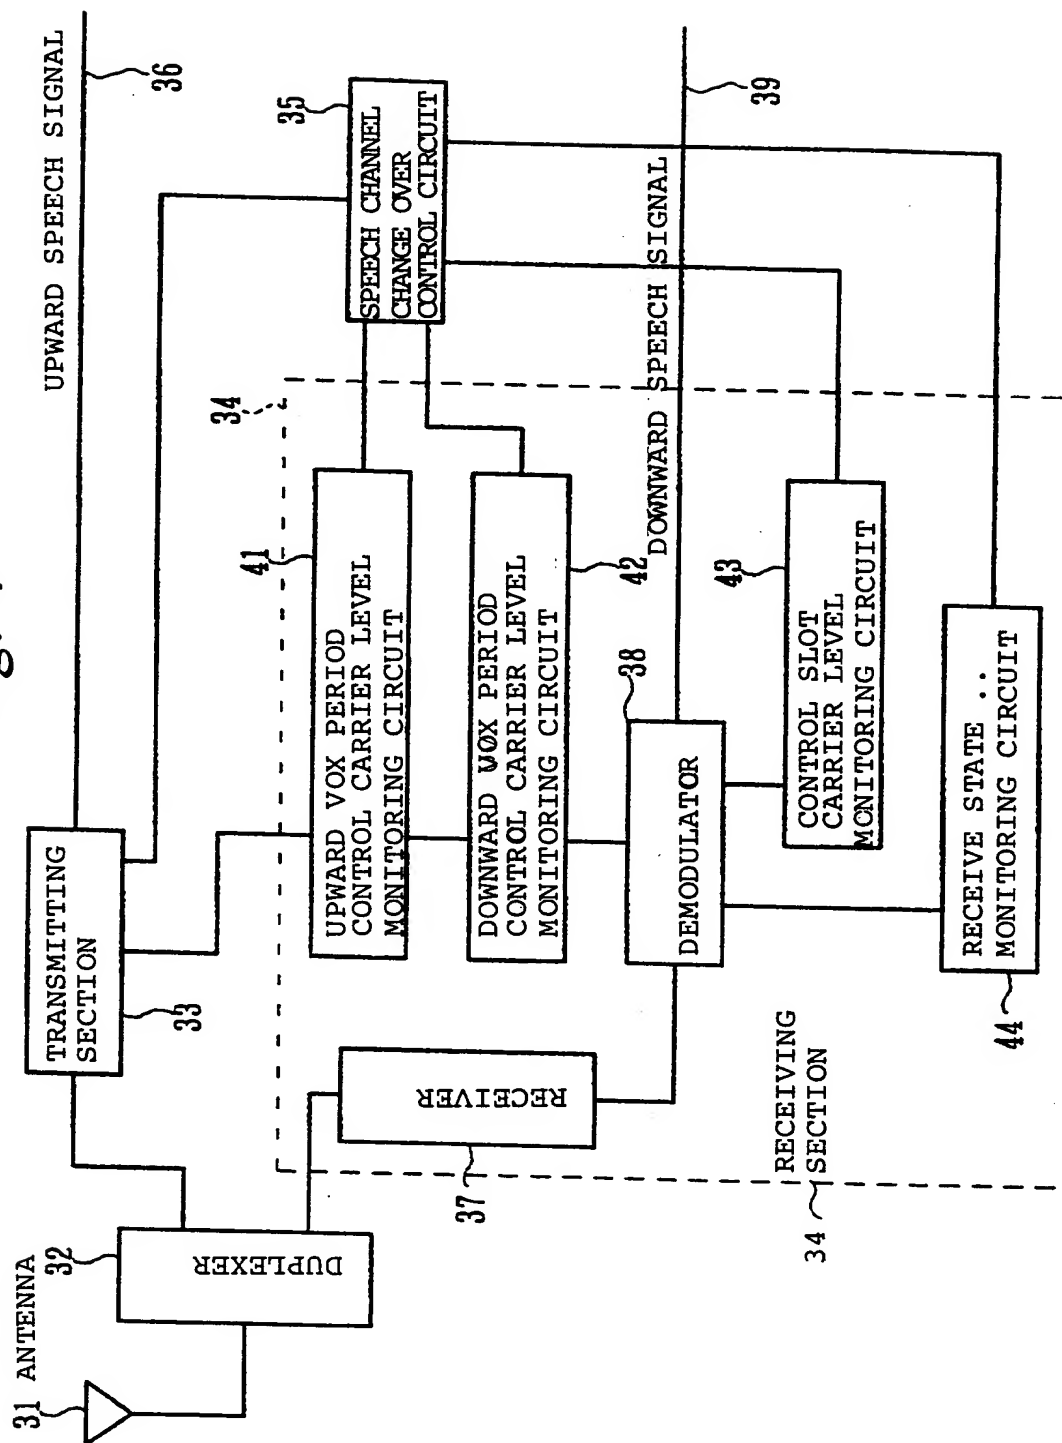 UPWARD SPEECH SIGNAL
36
TRANSMITTING
SECTION
33
35
SPEECH CHANNEL
CHANGE OVER
CONTROL CIRCUIT
31 ANTENNA
32
DUPLEXER
34
41
UPWARD VOX PERIOD
CONTROL CARRIER LEVEL
MONITORING CIRCUIT
RECEIVER
37
DOWNWARD VOX PERIOD
CONTROL CARRIER LEVEL
MONITORING CIRCUIT
42
38
DEMODULATOR
DOWNWARD SPEECH SIGNAL
39
43
CONTROL SLOT
CARRIER LEVEL
MONITORING CIRCUIT
RECEIVING
SECTION
34
RECEIVE STATE ..
MONITORING CIRCUIT
44